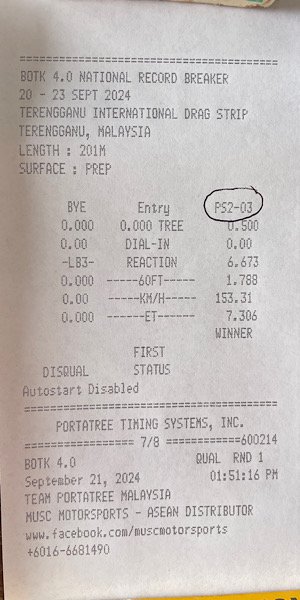 ==========================================
BOTK 4.0 NATIONAL RECORD BREAKER
20 - 23 SEPT 2024
TERENGGANU INTERNATIONAL DRAG STRIP
TERENGGANU, MALAYSIA
LENGTH : 201M
SURFACE : PREP
BYE Entry PS2-03
0.000 0.000 TREE 0.500
0.00 DIAL-IN 0.00
-LB3- REACTION 6.673
0.000 -----60FT----- 1.788
0.00 -----KM/H----- 153.31
0.000 ------ET------ 7.306
WINNER
FIRST
DISQUAL STATUS
Autostart Disabled
==========================================
PORTATREE TIMING SYSTEMS, INC.
================ 7/8 ===========600214
BOTK 4.0 QUAL RND 1
September 21, 2024 01:51:16 PM
TEAM PORTATREE MALAYSIA
MUSC MOTORSPORTS - ASEAN DISTRIBUTOR
www.facebook.com/muscmotorsports
+6016-6681490